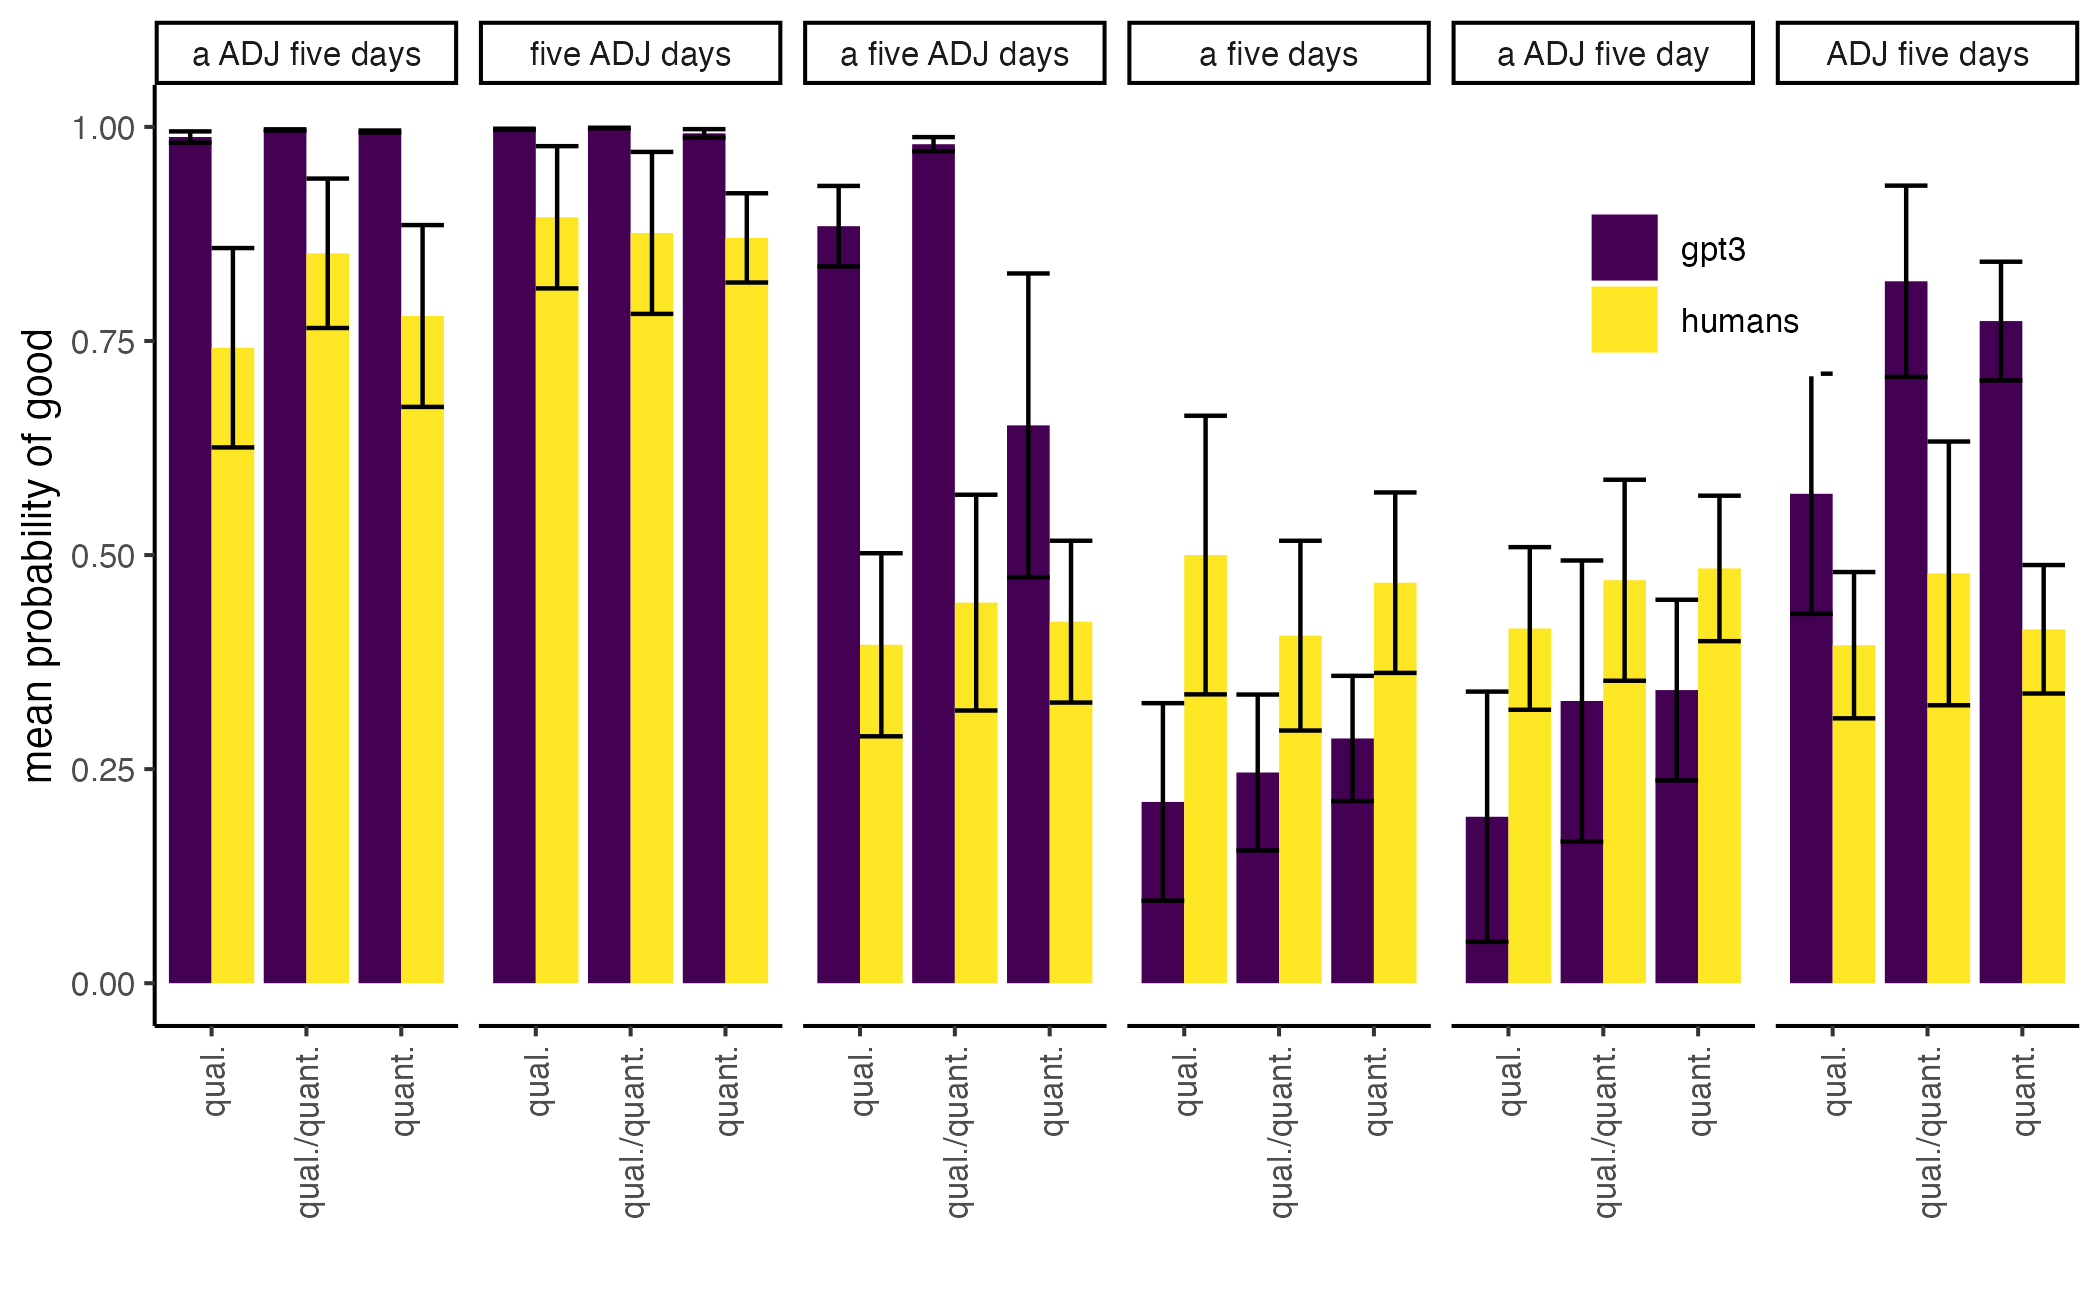 a ADJ five days
five ADJ days
a five ADJ days
a five days
a ADJ five day
ADJ five days
mean probability of good
1.00
0.75
0.50
0.25
0.00
gpt3
humans
qual.
qual./quant.
quant.
qual.
qual./quant.
quant.
qual.
qual./quant.
quant.
qual.
qual./quant.
quant.
qual.
qual./quant.
quant.
qual.
qual./quant.
quant.